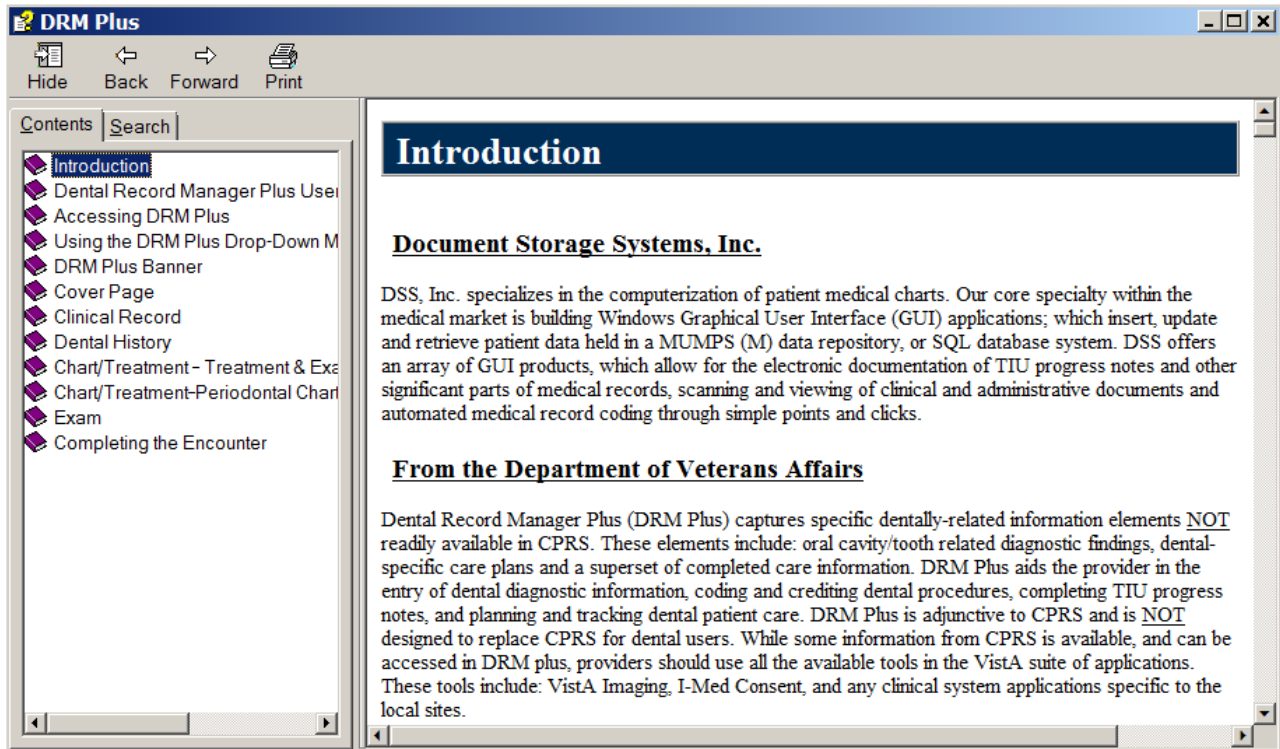 DRM Plus
Hide Back Forward Print
Contents Search
Introduction
Dental Record Manager Plus User
Accessing DRM Plus
Using the DRM Plus Drop-Down M
DRM Plus Banner
Cover Page
Clinical Record
Dental History
Chart/Treatment - Treatment & Exa
Chart/Treatment-Periodontal Chart
Exam
Completing the Encounter
Introduction
Document Storage Systems, Inc.
DSS, Inc. specializes in the computerization of patient medical charts. Our core specialty within the
medical market is building Windows Graphical User Interface (GUI) applications; which insert, update
and retrieve patient data held in a MUMPS (M) data repository, or SQL database system. DSS offers
an array of GUI products, which allow for the electronic documentation of TIU progress notes and other
significant parts of medical records, scanning and viewing of clinical and administrative documents and
automated medical record coding through simple points and clicks.
From the Department of Veterans Affairs
Dental Record Manager Plus (DRM Plus) captures specific dentally-related information elements NOT
readily available in CPRS. These elements include: oral cavity/tooth related diagnostic findings, dental-
specific care plans and a superset of completed care information. DRM Plus aids the provider in the
entry of dental diagnostic information, coding and crediting dental procedures, completing TIU progress
notes, and planning and tracking dental patient care. DRM Plus is adjunctive to CPRS and is NOT
designed to replace CPRS for dental users. While some information from CPRS is available, and can be
accessed in DRM plus, providers should use all the available tools in the VistA suite of applications.
These tools include: VistA Imaging, I-Med Consent, and any clinical system applications specific to the
local sites.